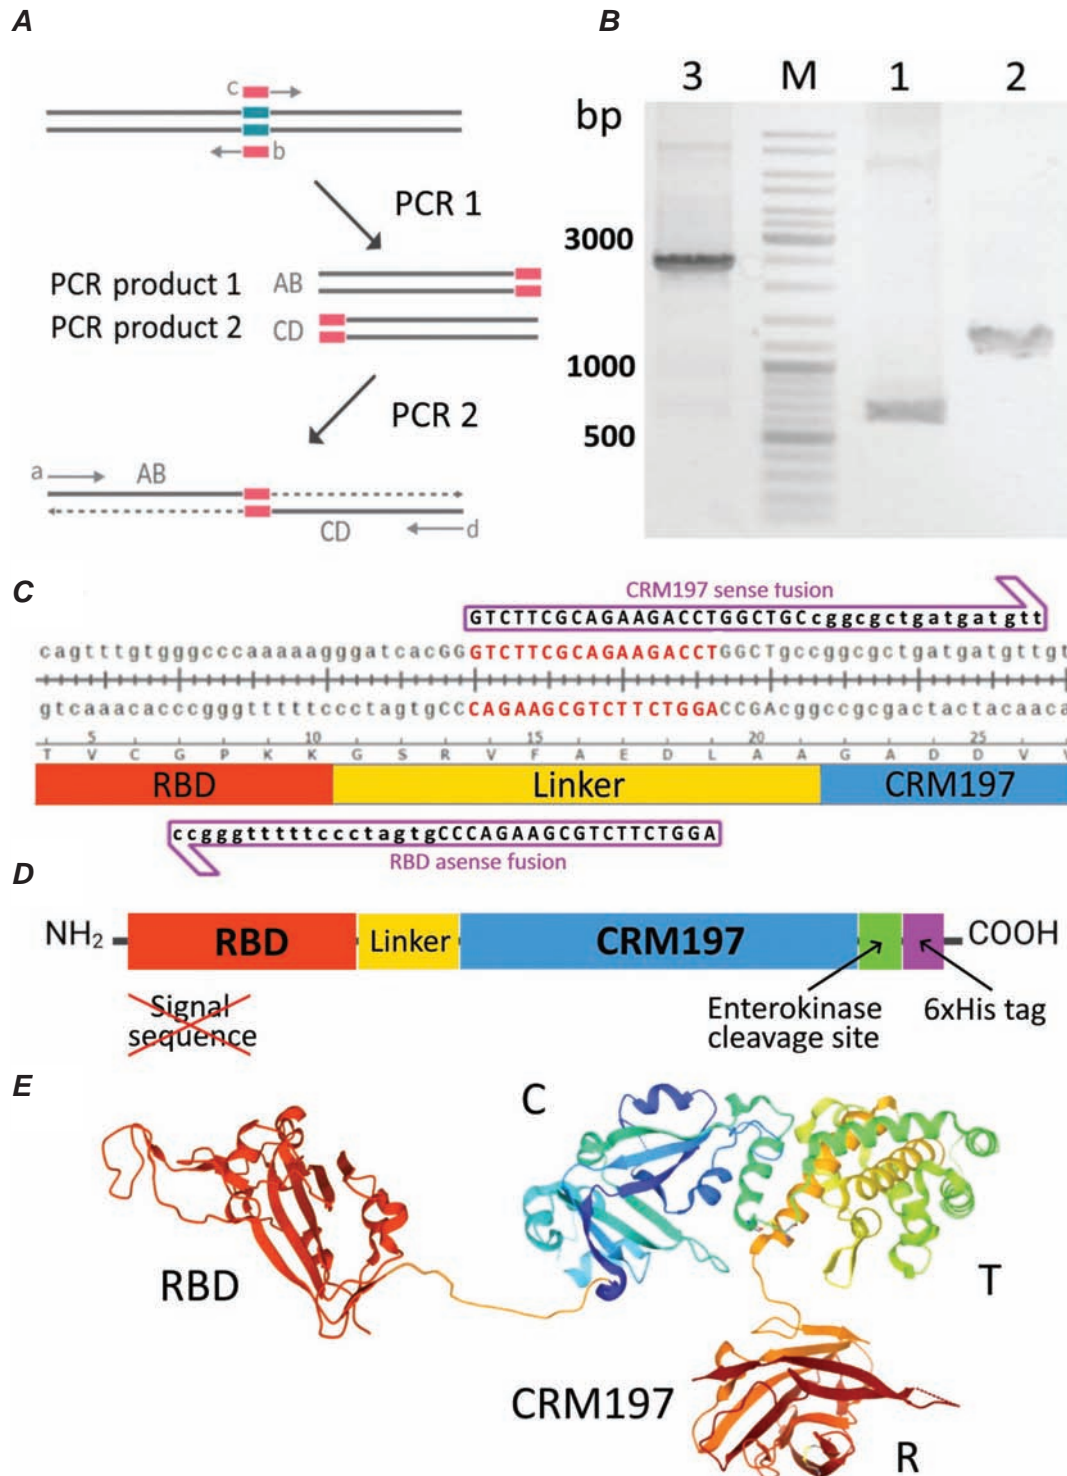 A
B
c
b
PCR 1
PCR product 1 AB
PCR product 2 CD
PCR 2
a
AB
CD
d
3 M 1 2
bp
3000
1000
500
C
CRM197 sense fusion
GTCTTCGCAGAAGACCTGGCTGCcggcgctgatgatgtt
cagtttgtgggcccaaaaagggatcacGGGTCTTCGCAGAAGACCTGGCTgccggcgctgatgatgttgt
gtcaaacacccgggtttttccctagtgCCCAGAAGCGTCTTCTGGACCGAcggccgcgactactacaaca
5 10 15 20 25
T V C G P K K G S R V F A E D L A A G A D D V V
RBD Linker CRM197
ccgggtttttccctagtgCCCAGAAGCGTCTTCTGGA
RBD asense fusion
D
NH2 RBD Linker CRM197 COOH
Signal
sequence
Enterokinase
cleavage site
6xHis tag
E
C
RBD
T
CRM197
R